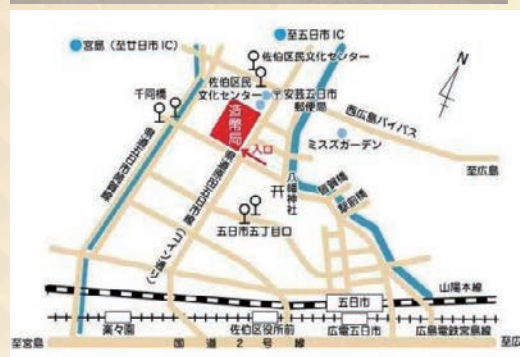 宮島(至廿日市IC)
至五日市IC
佐伯区民文化センター
千同橋
佐伯区民
文化センター
〒安芸五日市
郵便局
造幣局
入口
西広島バイパス
ミスズガーデン
至広島
N
八幡神社
駅前橋
五日市五丁目口
山陽本線
五日市
楽々園
佐伯区役所前
広電五日市
広島電鉄宮島線
至宮島
国道2号線
至広